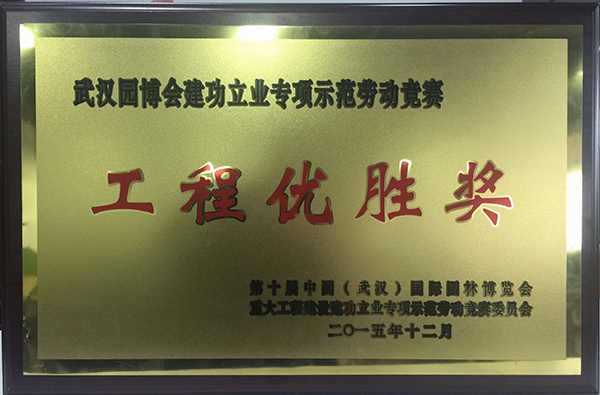 武汉园博会建功立业专项示范劳动竞赛
工程优胜奖
第十届中国（武汉）国际园林博览会
重大工程建设建功立业专项示范劳动竞赛委员会
二〇一五年十二月